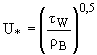 U* = (τW / ρB)^0,5